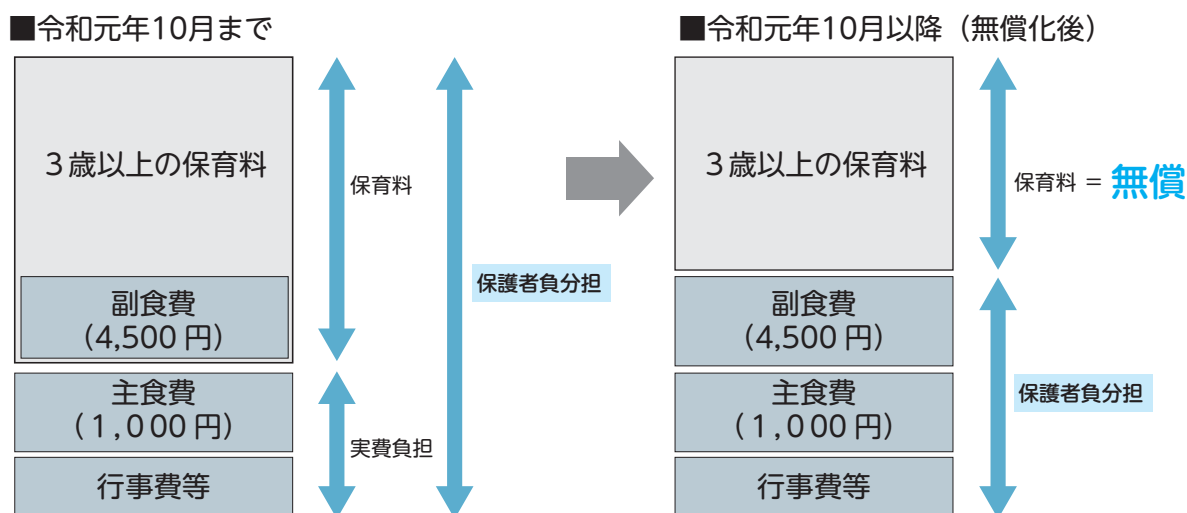 ■令和元年10月まで
3歳以上の保育料
副食費
(4,500 円)
主食費
(1,000 円)
行事費等
保育料
実費負担
保護者負分担
■令和元年10月以降（無償化後）
3歳以上の保育料
副食費
(4,500 円)
主食費
(1,000 円)
行事費等
保育料 = 無償
保護者負分担